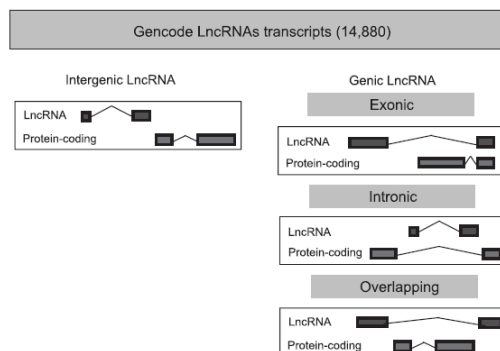 Gencode LncRNAs transcripts (14,880)
Intergenic LncRNA
LncRNA
Protein-coding
Genic LncRNA
Exonic
LncRNA
Protein-coding
Intronic
LncRNA
Protein-coding
Overlapping
LncRNA
Protein-coding